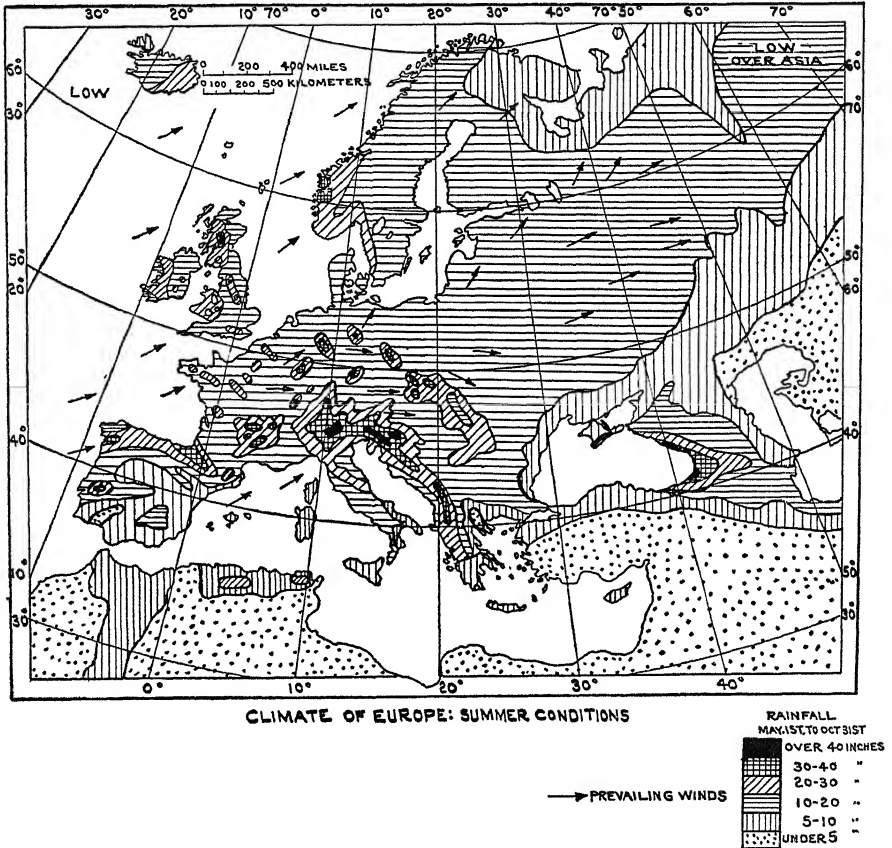 30° 20° 10° 70° 0° 10° 20° 30° 40° 70° 50° 60° 70°
0 200 400 MILES
0 100 200 500 KILOMETERS
LOW
LOW
OVER ASIA
60°
30°
50°
20°
40°
10°
30°
60°
70°
50°
60°
40°
50°
30°
0° 10° 20° 30° 40°
CLIMATE OF EUROPE: SUMMER CONDITIONS
PREVAILING WINDS
RAINFALL
MAY.1ST,TO OCT 31ST
OVER 40 INCHES
30-40 "
20-30 "
10-20 "
5-10 "
UNDER 5 "